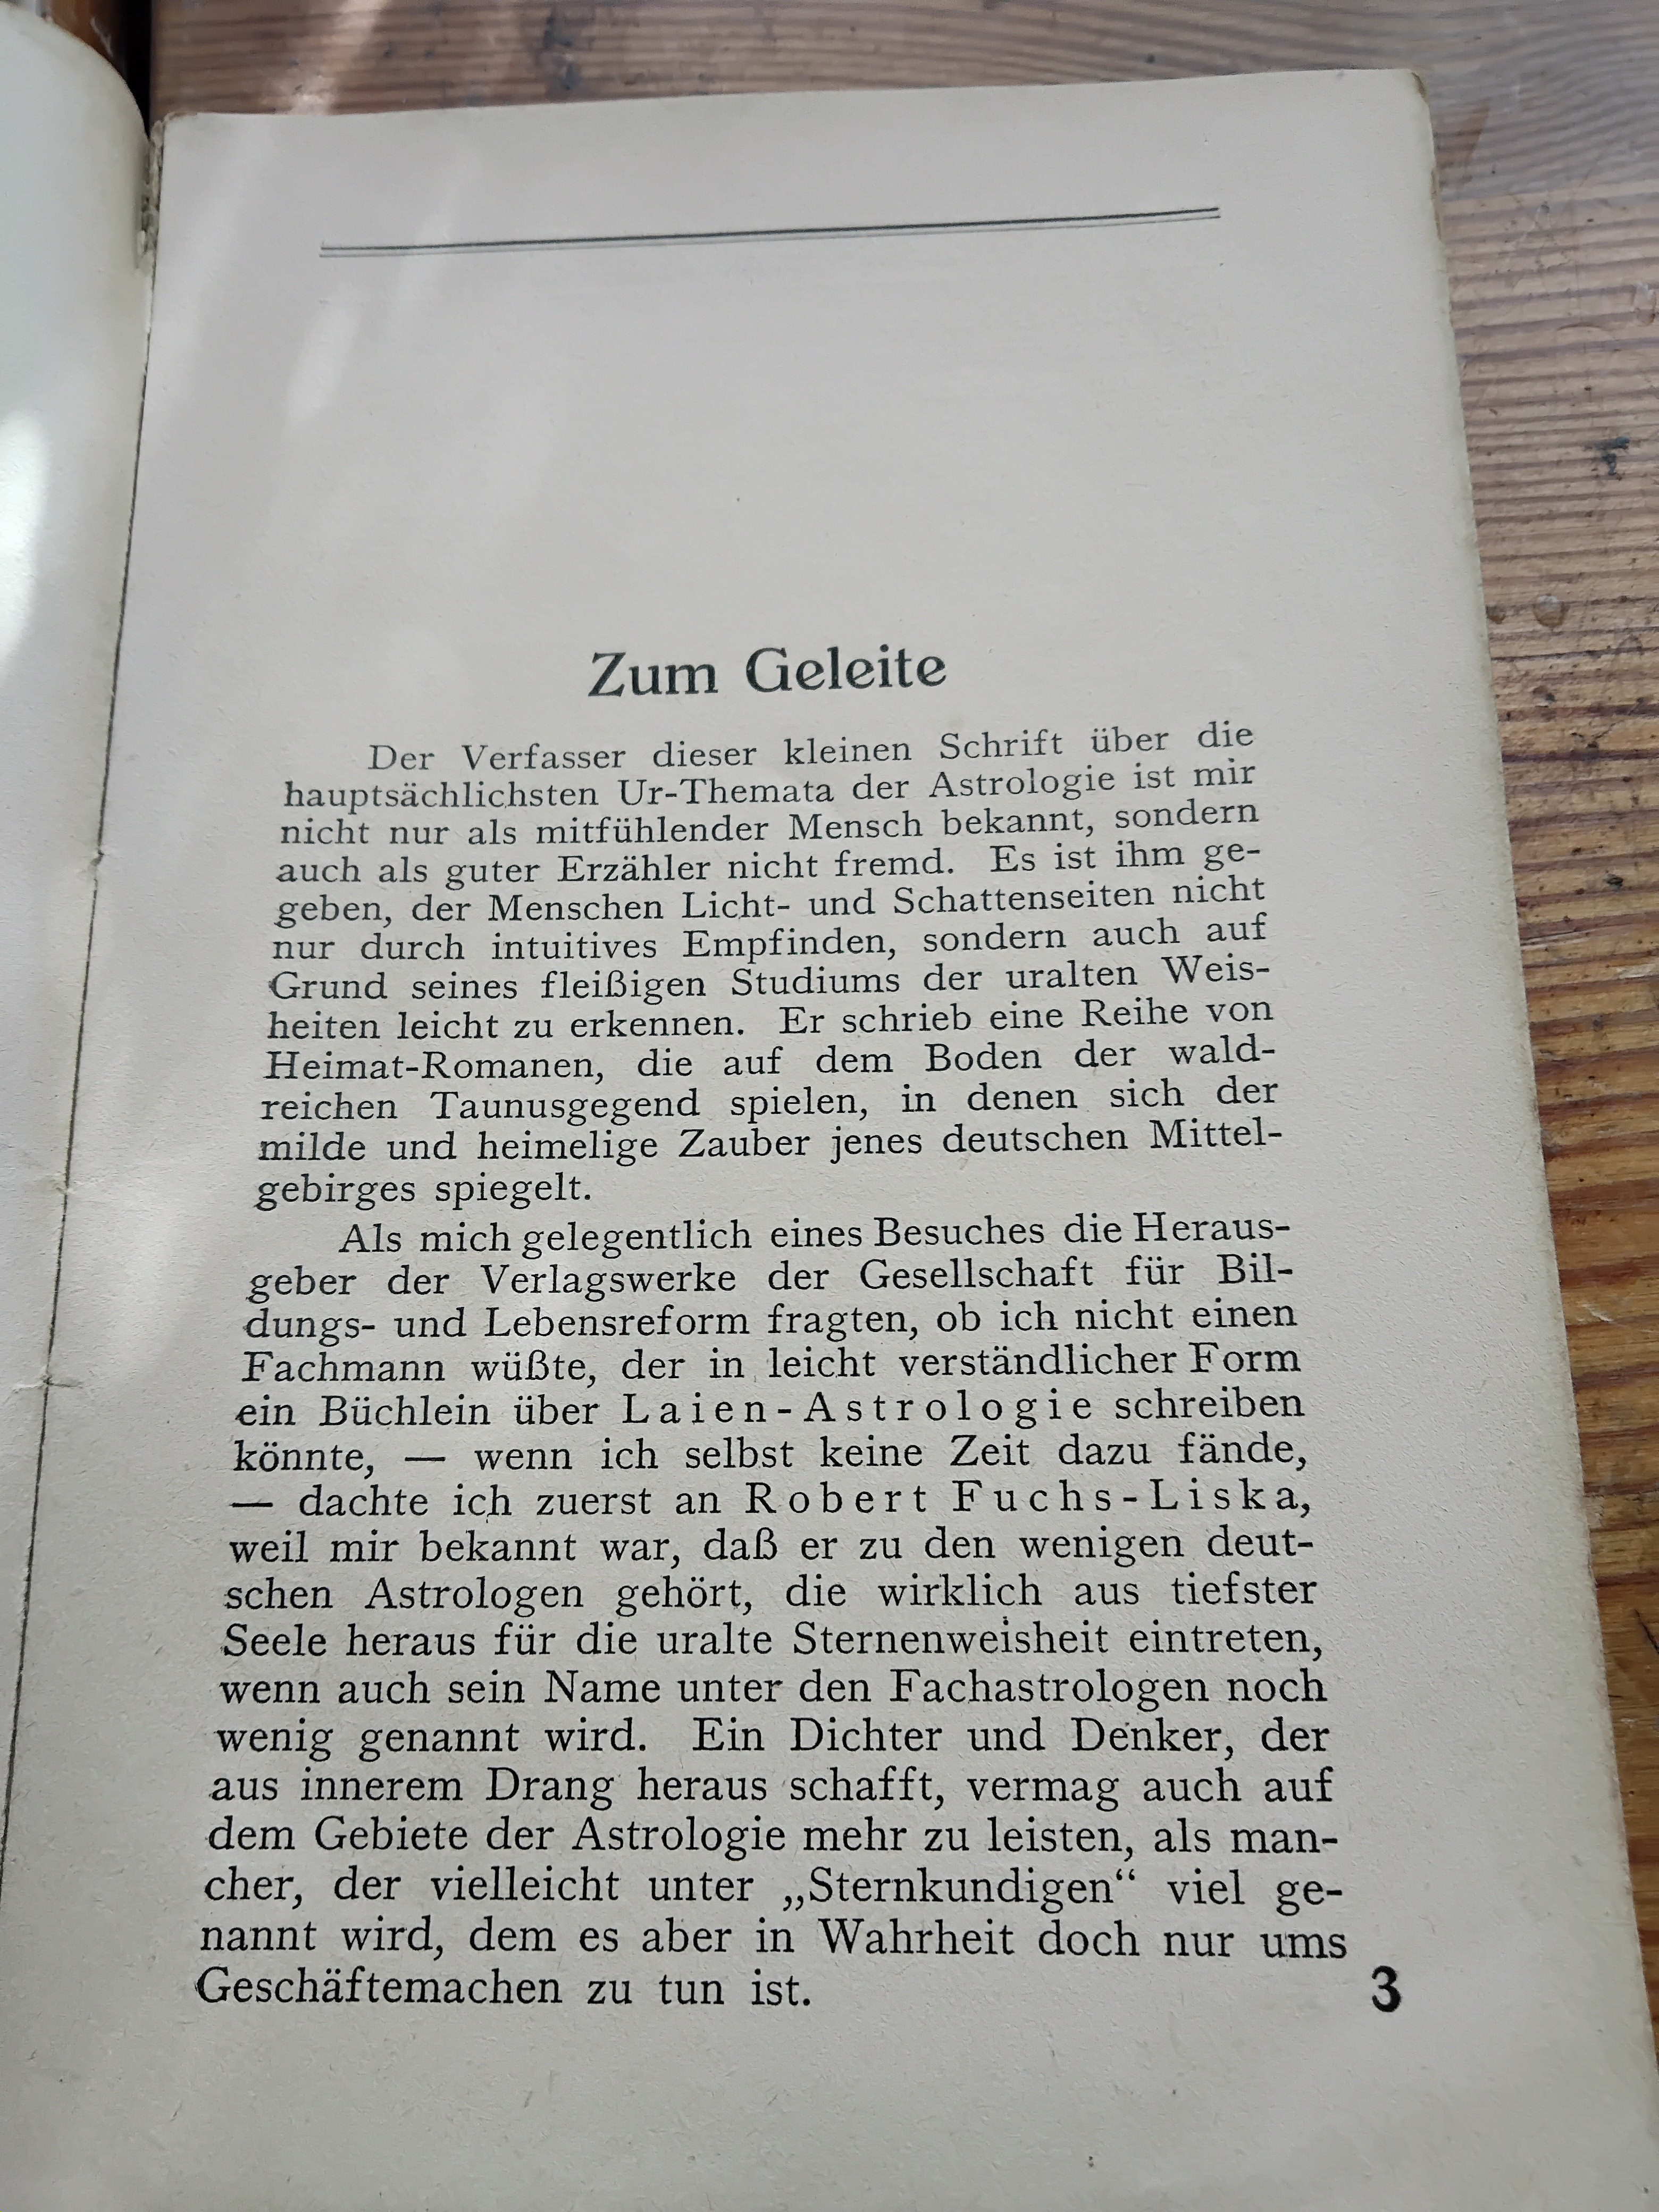 Zum Geleite
Der Verfasser dieser kleinen Schrift über die
hauptsächlichsten Ur-Themata der Astrologie ist mir
nicht nur als mitfühlender Mensch bekannt, sondern
auch als guter Erzähler nicht fremd. Es ist ihm ge-
geben, der Menschen Licht- und Schattenseiten nicht
nur durch intuitives Empfinden, sondern auch auf
Grund seines fleißigen Studiums der uralten Weis-
heiten leicht zu erkennen. Er schrieb eine Reihe von
Heimat-Romanen, die auf dem Boden der wald-
reichen Taunusgegend spielen, in denen sich der
milde und heimelige Zauber jenes deutschen Mittel-
gebirges spiegelt.
Als mich gelegentlich eines Besuches die Heraus-
geber der Verlagswerke der Gesellschaft für Bil-
dungs- und Lebensreform fragten, ob ich nicht einen
Fachmann wüßte, der in leicht verständlicher Form
ein Büchlein über Laien-Astrologie schreiben
könnte, — wenn ich selbst keine Zeit dazu fände,
— dachte ich zuerst an Robert Fuchs-Liska,
weil mir bekannt war, daß er zu den wenigen deut-
schen Astrologen gehört, die wirklich aus tiefster
Seele heraus für die uralte Sternenweisheit eintreten,
wenn auch sein Name unter den Fachastrologen noch
wenig genannt wird. Ein Dichter und Denker, der
aus innerem Drang heraus schafft, vermag auch auf
dem Gebiete der Astrologie mehr zu leisten, als man-
cher, der vielleicht unter „Sternkundigen“ viel ge-
nannt wird, dem es aber in Wahrheit doch nur ums
Geschäftemachen zu tun ist.
3